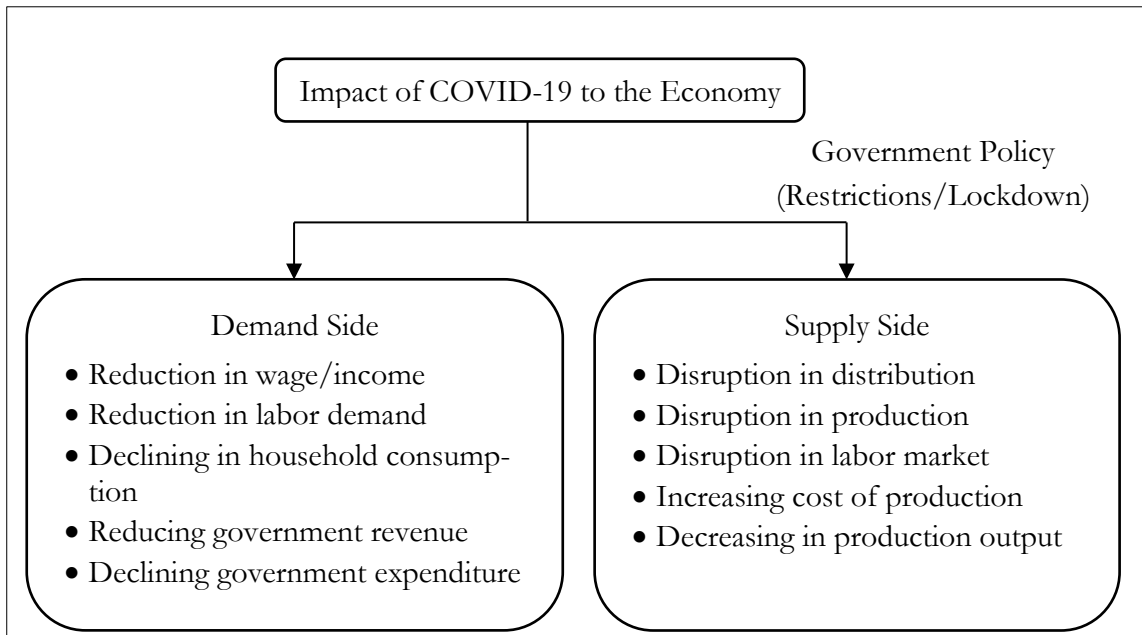 Impact of COVID-19 to the Economy
Government Policy
(Restrictions/Lockdown)
Demand Side
• Reduction in wage/income
• Reduction in labor demand
• Declining in household consump-
tion
• Reducing government revenue
• Declining government expenditure
Supply Side
• Disruption in distribution
• Disruption in production
• Disruption in labor market
• Increasing cost of production
• Decreasing in production output